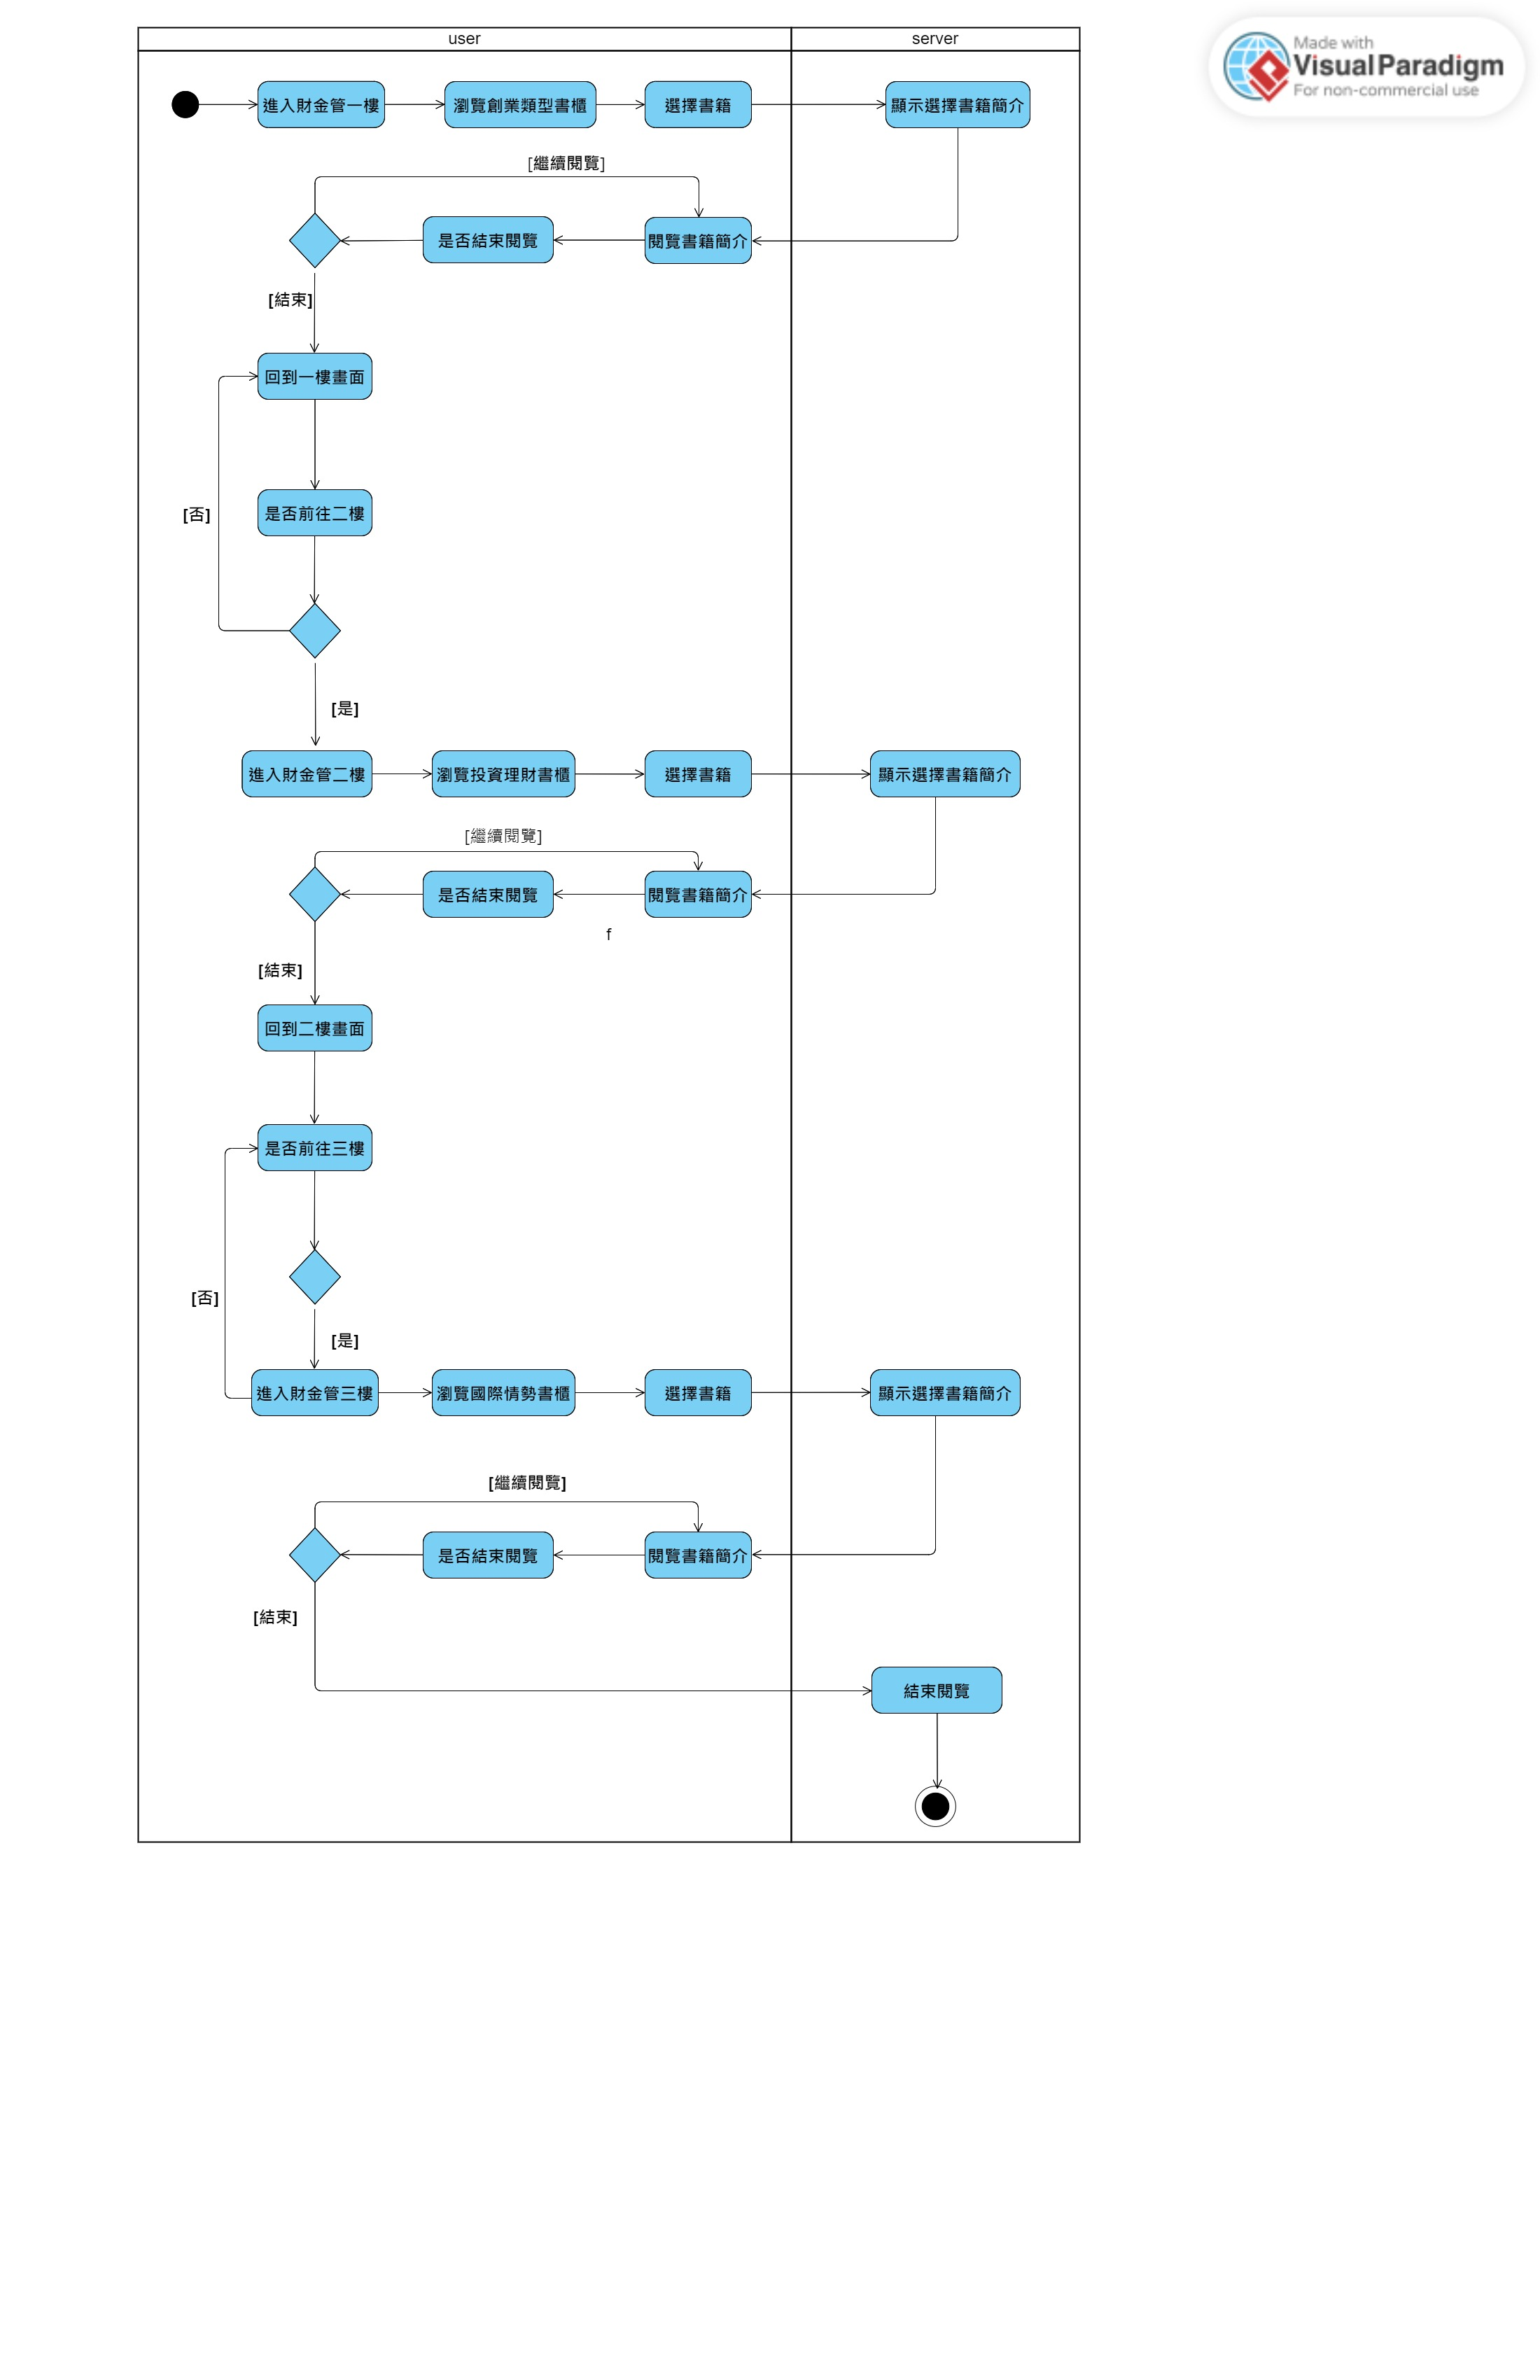 user
server
Made with
Visual Paradigm
For non-commercial use
進入財金管一樓
瀏覽創業類型書櫃
選擇書籍
顯示選擇書籍簡介
[繼續閱覽]
是否結束閱覽
閱覽書籍簡介
[結束]
回到一樓畫面
[否]
是否前往二樓
[是]
進入財金管二樓
瀏覽投資理財書櫃
選擇書籍
顯示選擇書籍簡介
[繼續閱覽]
是否結束閱覽
閱覽書籍簡介
f
[結束]
回到二樓畫面
是否前往三樓
[否]
[是]
進入財金管三樓
瀏覽國際情勢書櫃
選擇書籍
顯示選擇書籍簡介
[繼續閱覽]
是否結束閱覽
閱覽書籍簡介
[結束]
結束閱覽